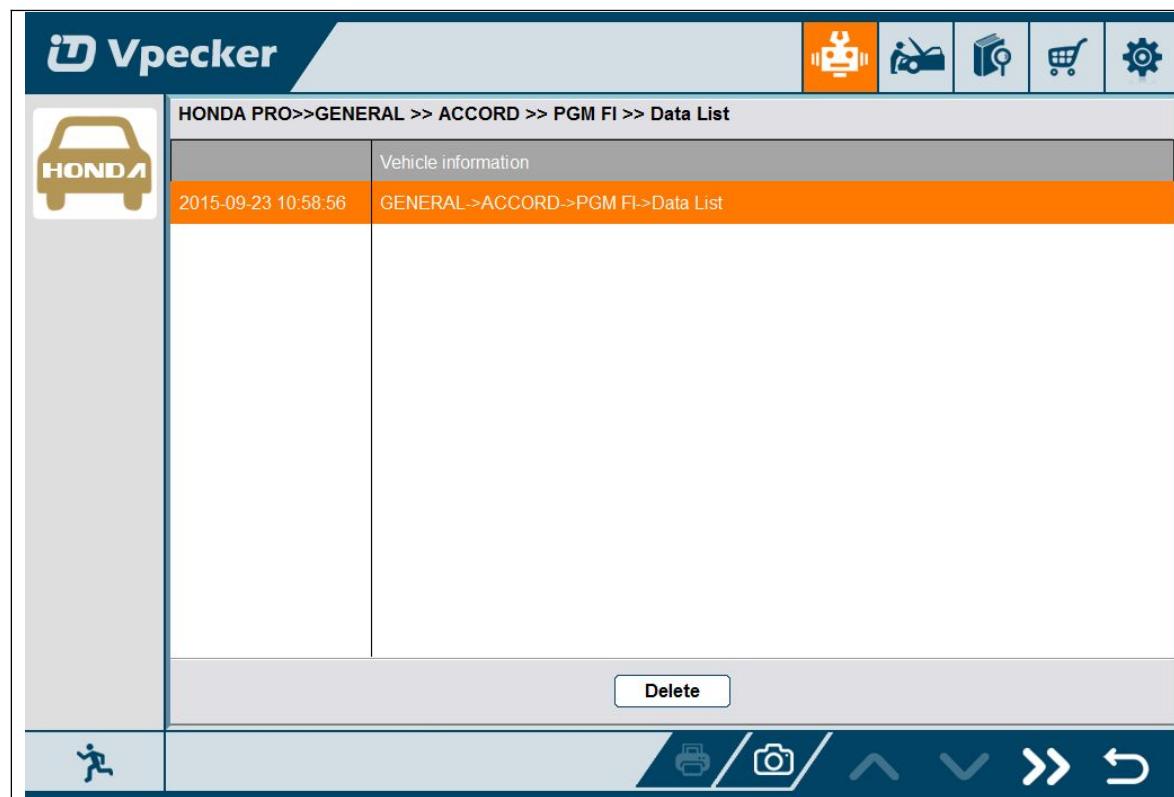 Vpecker
HONDA PRO>>GENERAL >> ACCORD >> PGM FI >> Data List
HONDA
Vehicle information
2015-09-23 10:58:56 GENERAL->ACCORD->PGM FI->Data List
Delete